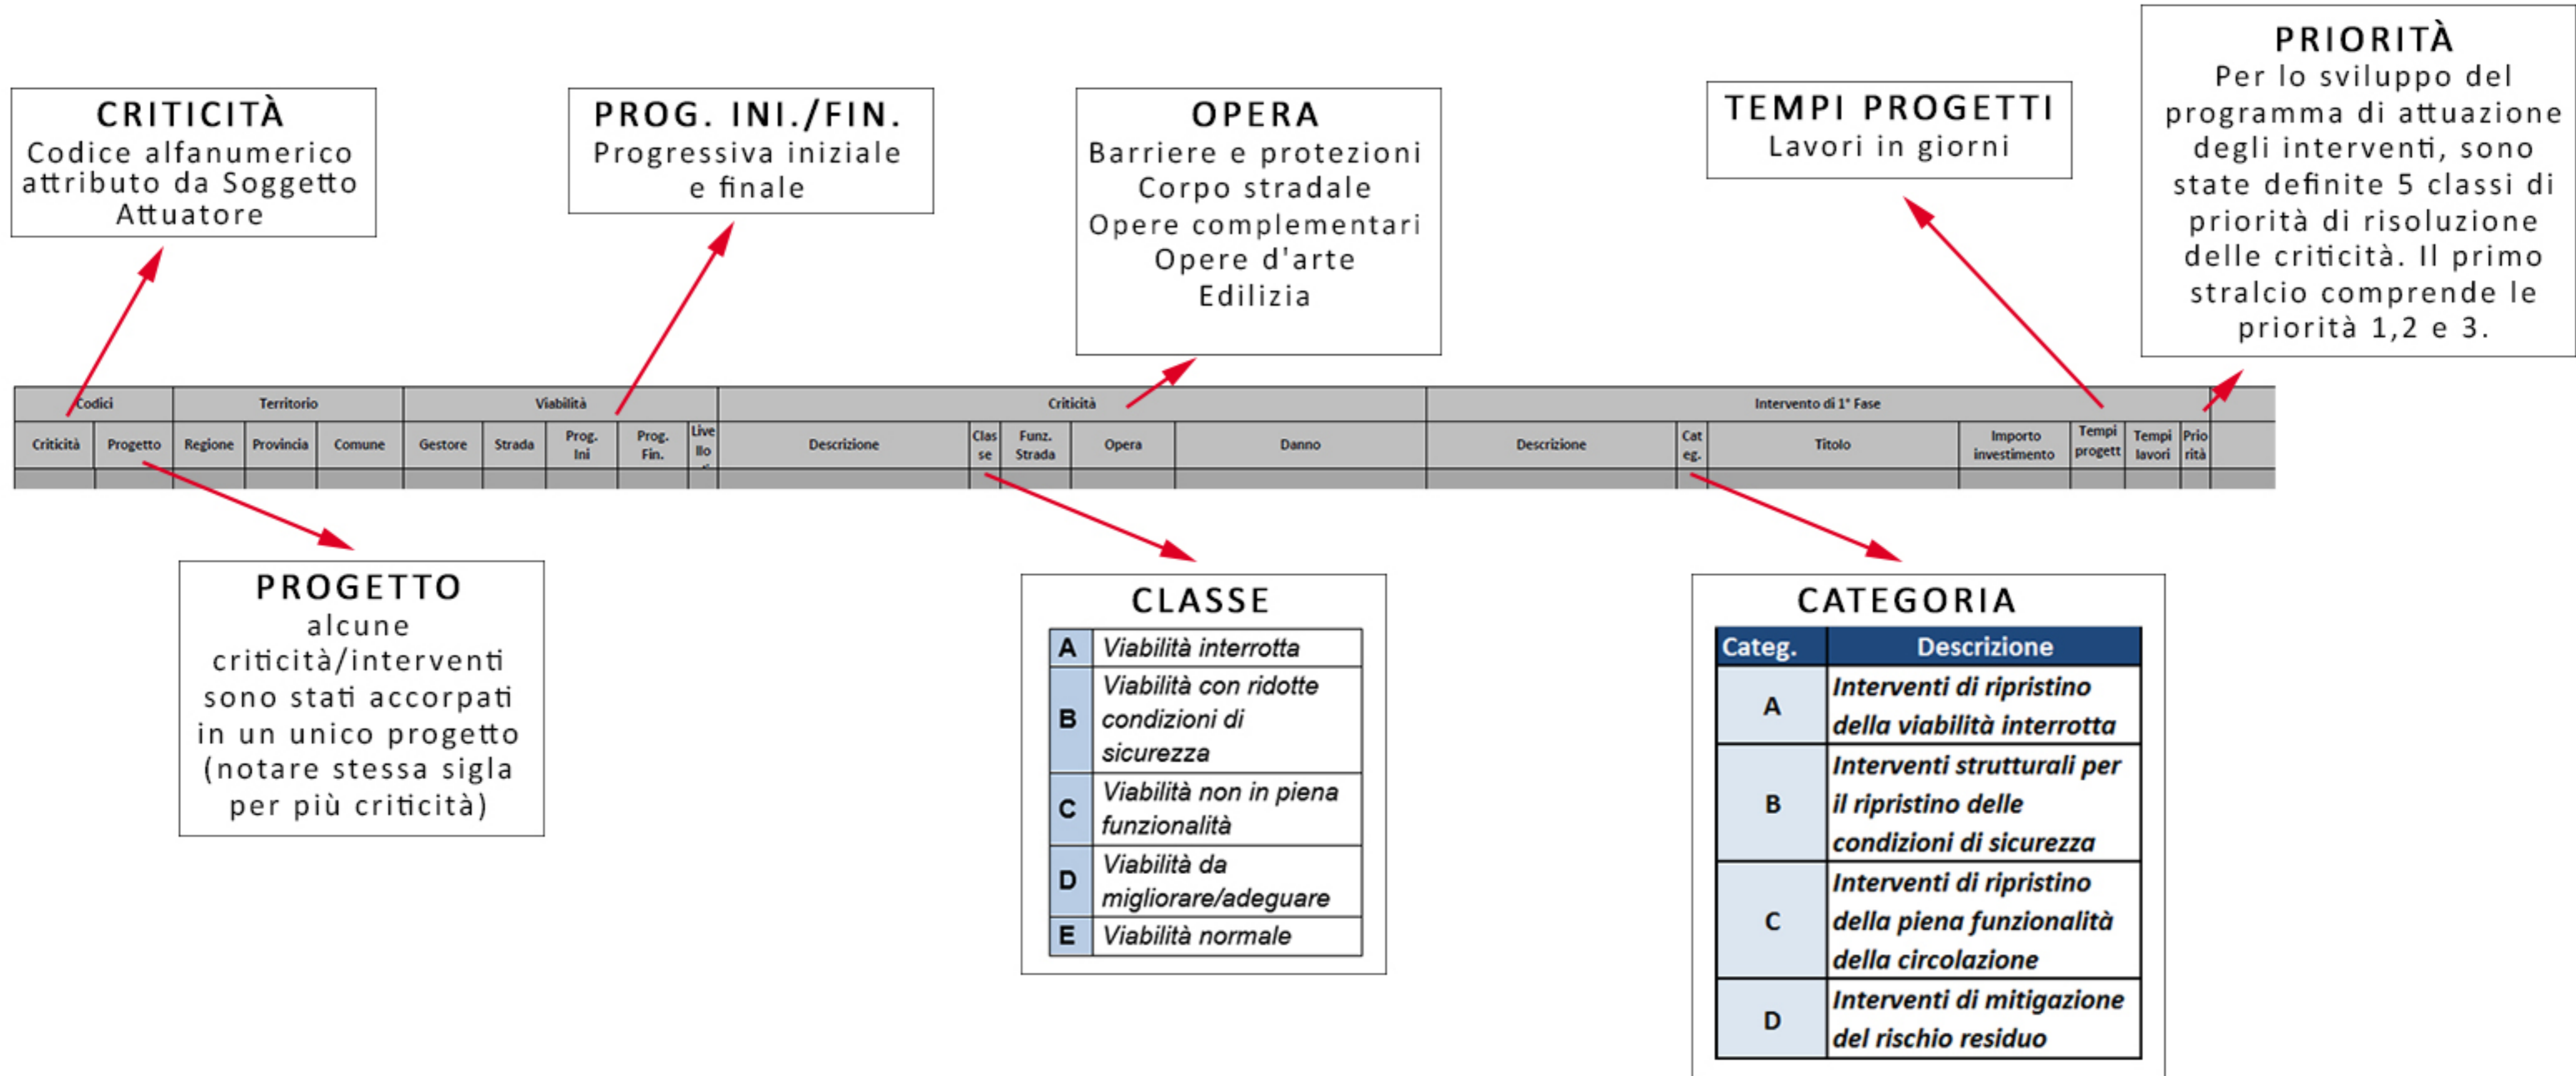 CRITICITÀ
Codice alfanumerico
attributo da Soggetto
Attuatore
PROG. INI./FIN.
Progressiva iniziale
e finale
OPERA
Barriere e protezioni
Corpo stradale
Opere complementari
Opere d'arte
Edilizia
TEMPI PROGETTI
Lavori in giorni
PRIORITÀ
Per lo sviluppo del
programma di attuazione
degli interventi, sono
state definite 5 classi di
priorità di risoluzione
delle criticità. Il primo
stralcio comprende le
priorità 1,2 e 3.
Codici Territorio Viabilità Criticità Intervento di 1° Fase
Criticità
Progetto
Regione
Provincia
Comune
Gestore
Strada
Prog.
Ini
Prog.
Fin.
Live
llo
Descrizione
Clas
se
Funz.
Strada
Opera
Danno
Descrizione
Cat
eg.
Titolo
Importo
investimento
Tempi
progett
Tempi
lavori
Prio
rità
PROGETTO
alcune
criticità/interventi
sono stati accorpati
in un unico progetto
(notare stessa sigla
per più criticità)
CLASSE
A Viabilità interrotta
B Viabilità con ridotte
condizioni di
sicurezza
C Viabilità non in piena
funzionalità
D Viabilità da
migliorare/adeguare
E Viabilità normale
CATEGORIA
Categ. Descrizione
A Interventi di ripristino
della viabilità interrotta
B Interventi strutturali per
il ripristino delle
condizioni di sicurezza
C Interventi di ripristino
della piena funzionalità
della circolazione
D Interventi di mitigazione
del rischio residuo